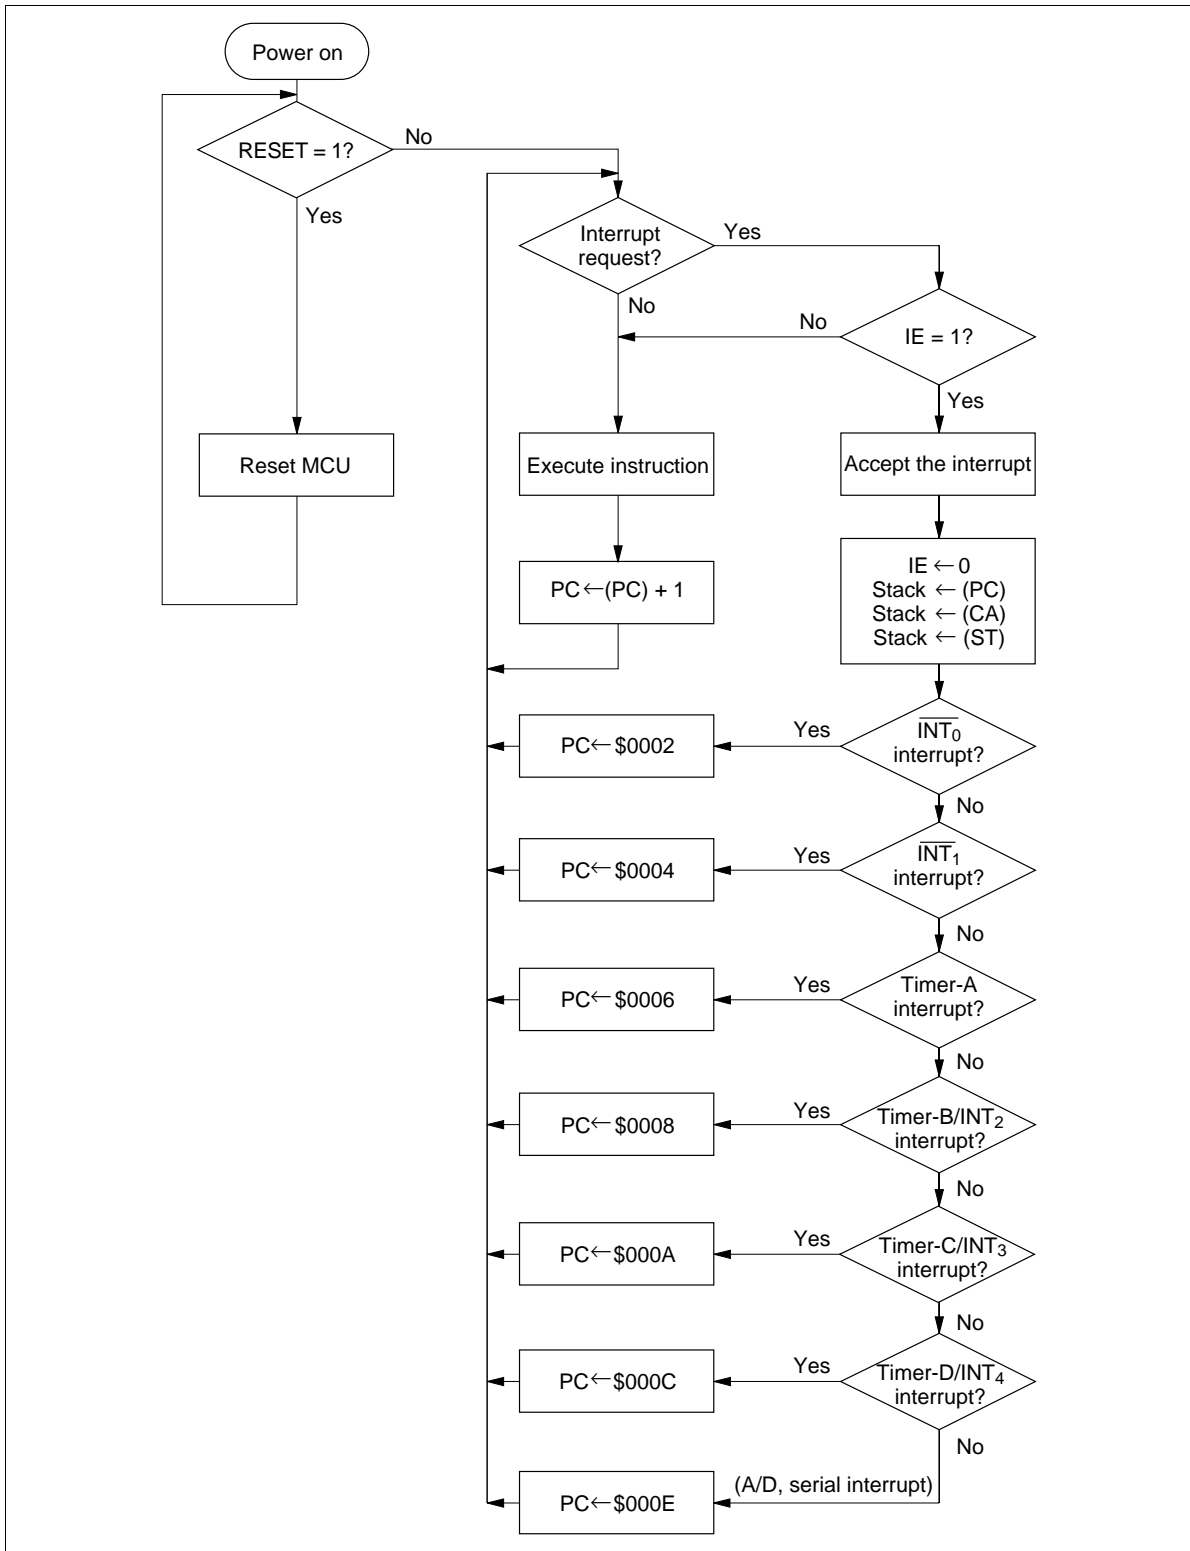 Power on
RESET = 1?
No
Yes
Reset MCU
Interrupt
request?
Yes
No
IE = 1?
No
Yes
Execute instruction
Accept the interrupt
PC←(PC) + 1
IE ← 0
Stack ← (PC)
Stack ← (CA)
Stack ← (ST)
PC← $0002
Yes
I̅N̅T̅₀
interrupt?
No
PC← $0004
Yes
I̅N̅T̅₁
interrupt?
No
PC← $0006
Yes
Timer-A
interrupt?
No
PC← $0008
Yes
Timer-B/INT₂
interrupt?
No
PC← $000A
Yes
Timer-C/INT₃
interrupt?
No
PC← $000C
Yes
Timer-D/INT₄
interrupt?
No
PC← $000E
(A/D, serial interrupt)